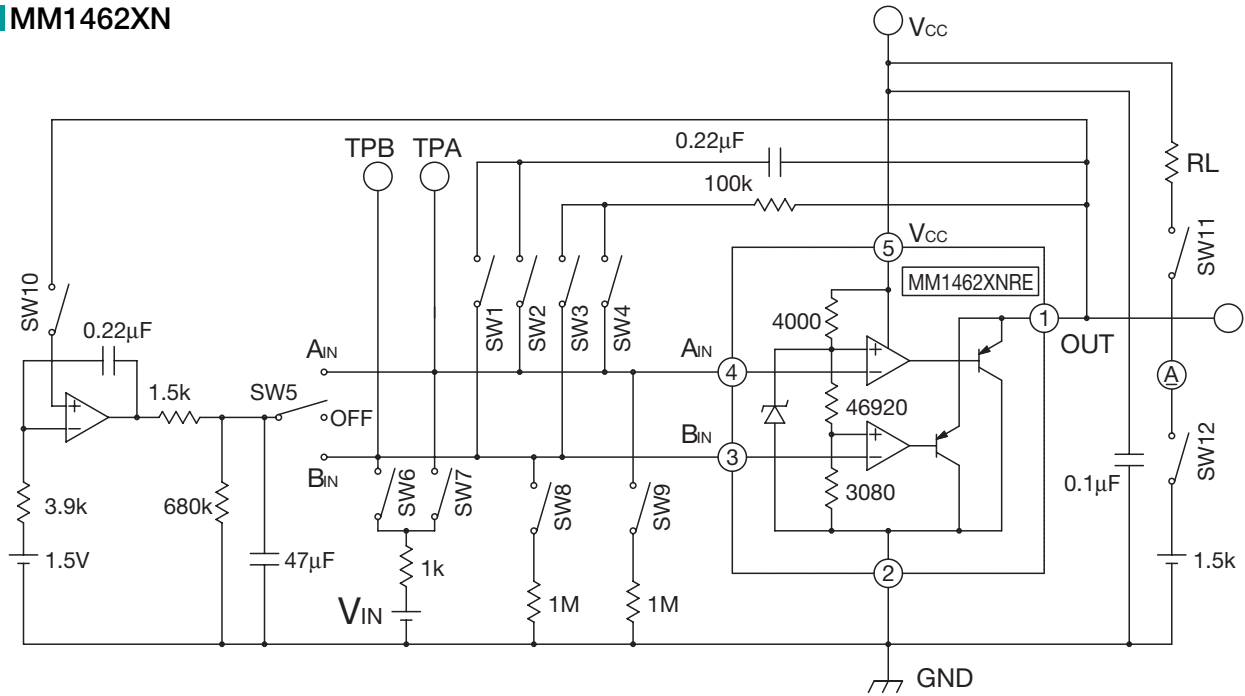 MM1462XN
VCC
TPB TPA
0.22µF
100k
RL
SW10
SW1
SW2
SW3
SW4
SW11
5
VCC
MM1462XNRE
4000
1
OUT
0.22µF
AIN
AIN
4
+
−
1.5k
SW5
OFF
+
−
46920
A
BIN
BIN
3
+
−
SW12
SW6
SW7
SW8
SW9
3080
0.1µF
3.9k
680k
1.5V
47µF
1k
2
1.5k
VIN
1M
1M
GND